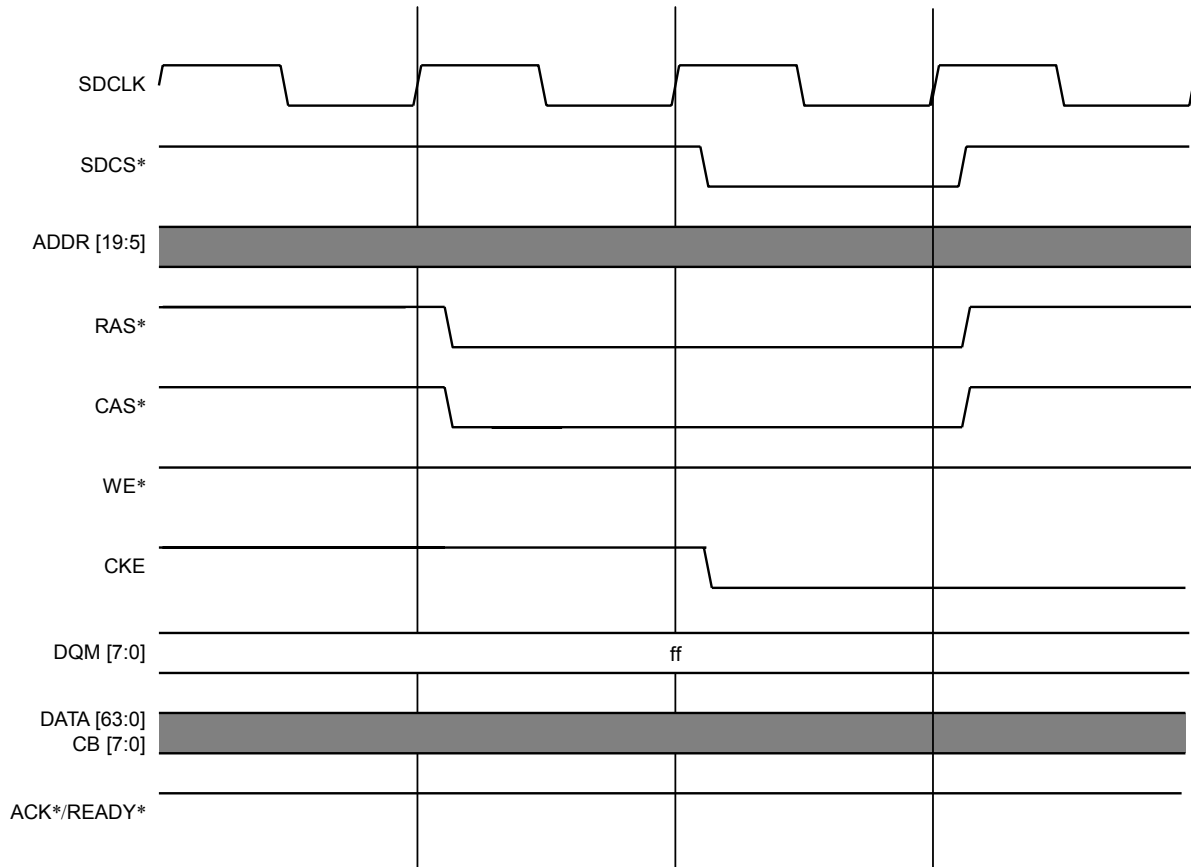 SDCLK
SDCS*
ADDR [19:5]
RAS*
CAS*
WE*
CKE
DQM [7:0]
ff
DATA [63:0]
CB [7:0]
ACK*/READY*